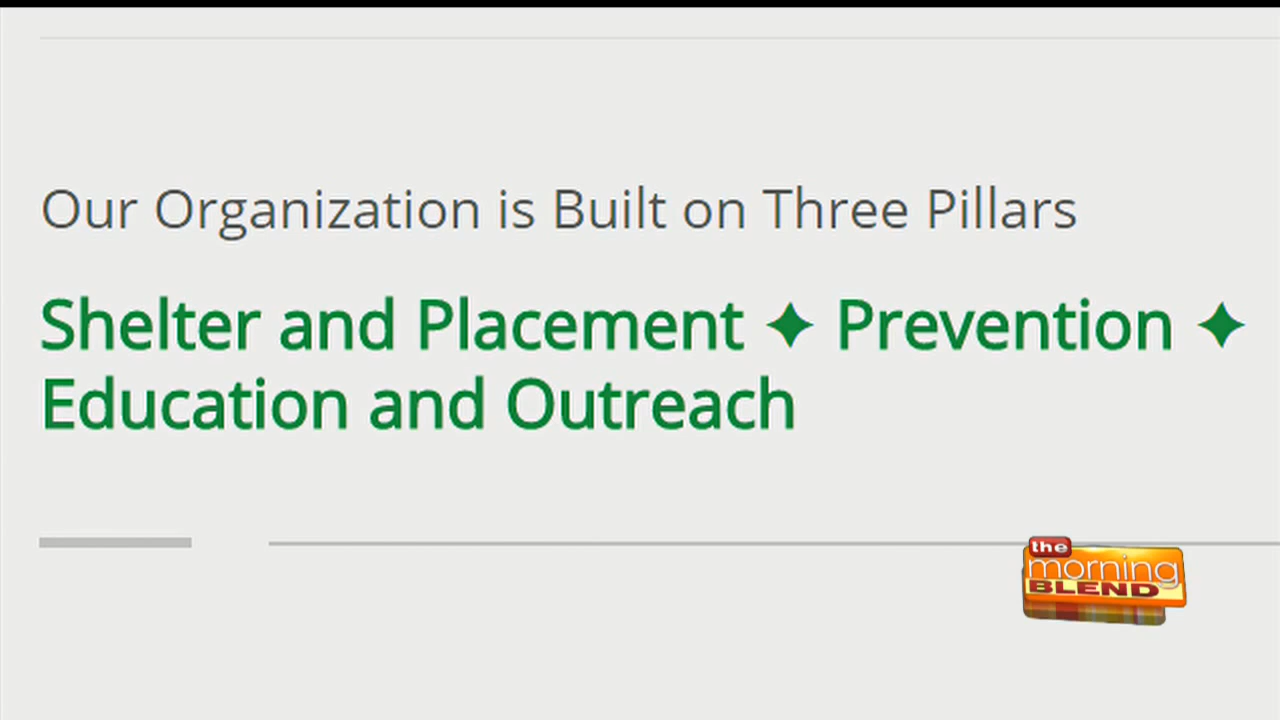 Our Organization is Built on Three Pillars
Shelter and Placement ✦ Prevention ✦
Education and Outreach
the
morning
BLEND